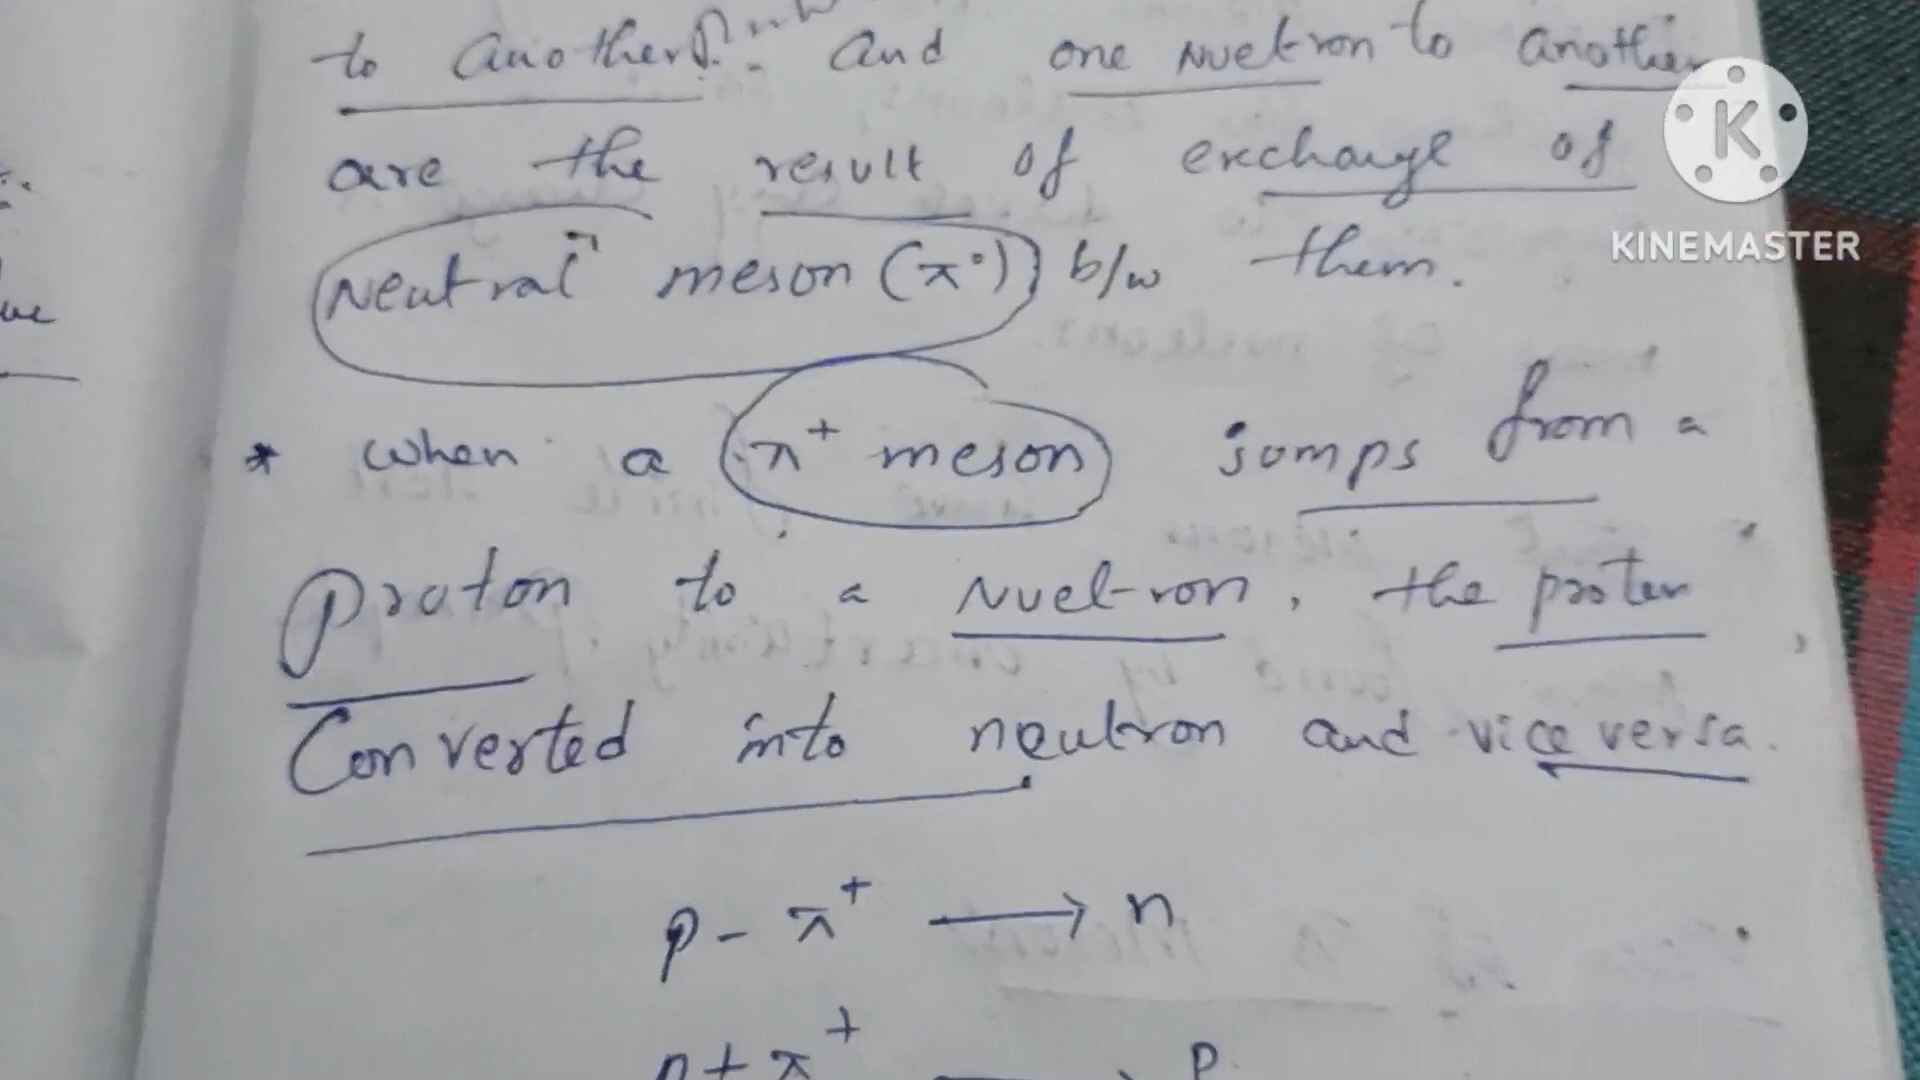 to another P. and one Nuetron to another
are the result of exchange of
Neutral meson (π°) b/w them.
* when a π⁺ meson jumps from a
Proton to a Nuetron, the proton
Converted into neutron and vice versa.
p - π⁺ → n
n + π⁺ → p
K
KINEMASTER